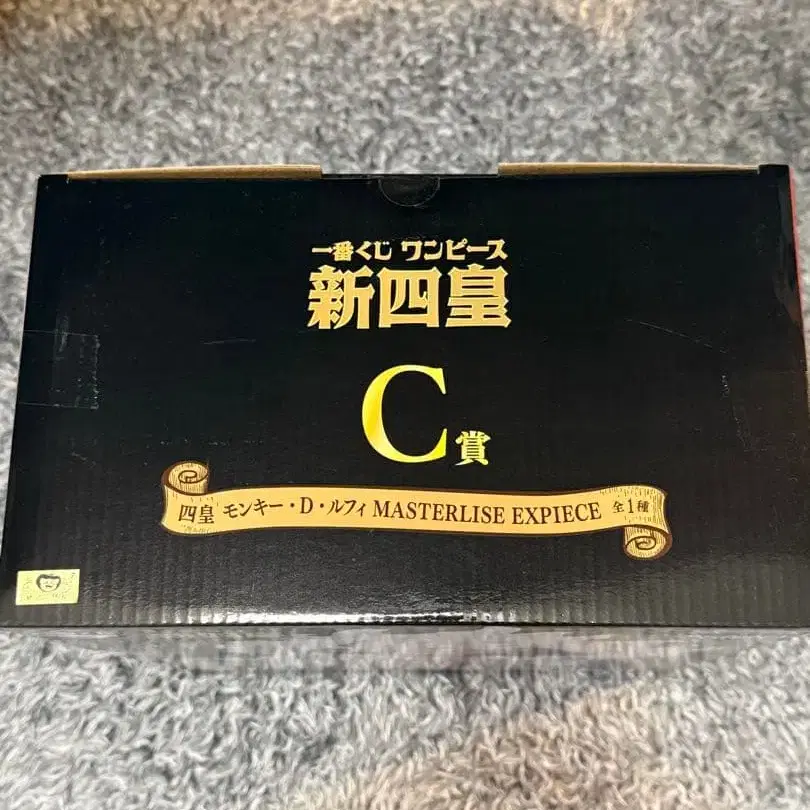 一番くじ ワンピース
新四皇
C賞
四皇 モンキー・D・ルフィ MASTERLISE EXPIECE 全1種